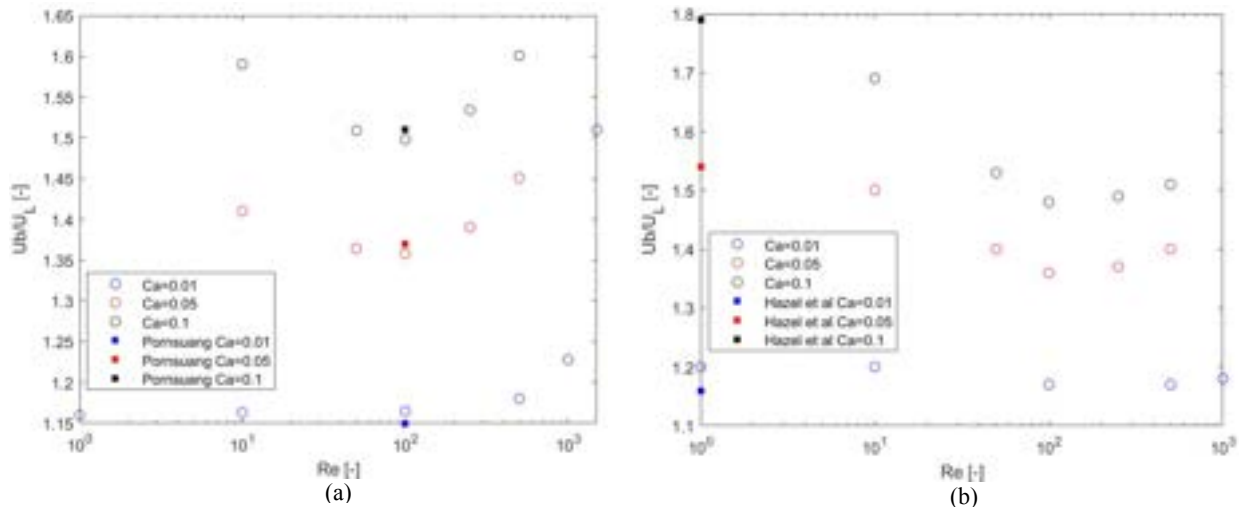 1.65
1.6
1.55
1.5
1.45
1.4
1.35
1.3
1.25
1.2
1.15
Ub/U_L [-]
Ca=0.01
Ca=0.05
Ca=0.1
Pornsuang Ca=0.01
Pornsuang Ca=0.05
Pornsuang Ca=0.1
10^0 10^1 10^2 10^3
Re [-]
(a)
1.8
1.7
1.6
1.5
1.4
1.3
1.2
1.1
Ub/U_L [-]
Ca=0.01
Ca=0.05
Ca=0.1
Hazel et al Ca=0.01
Hazel et al Ca=0.05
Hazel et al Ca=0.1
10^0 10^1 10^2 10^3
Re [-]
(b)